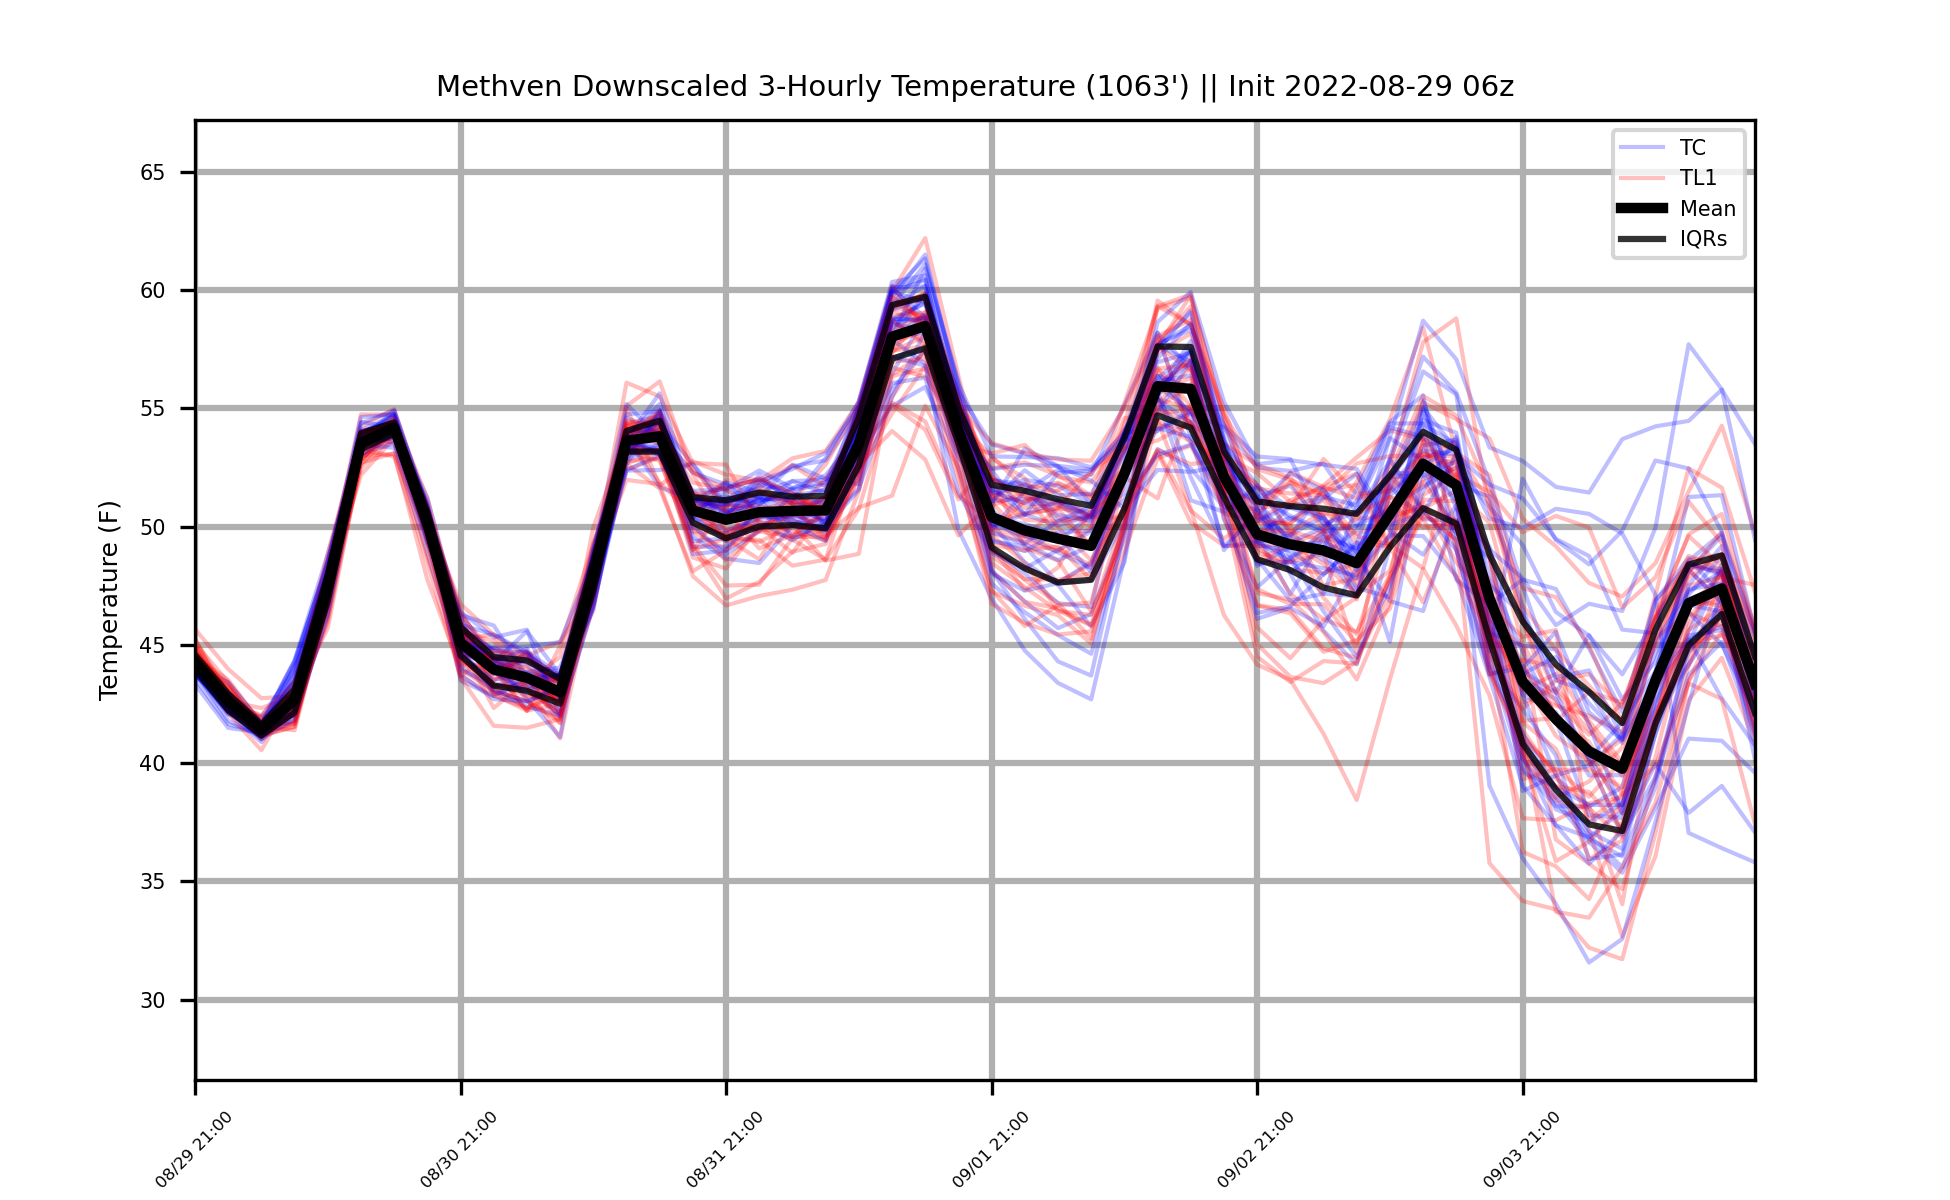 Methven Downscaled 3-Hourly Temperature (1063') || Init 2022-08-29 06z
TC
TL1
Mean
IQRs
Temperature (F)
65
60
55
50
45
40
35
30
08/29 21:00
08/30 21:00
08/31 21:00
09/01 21:00
09/02 21:00
09/03 21:00